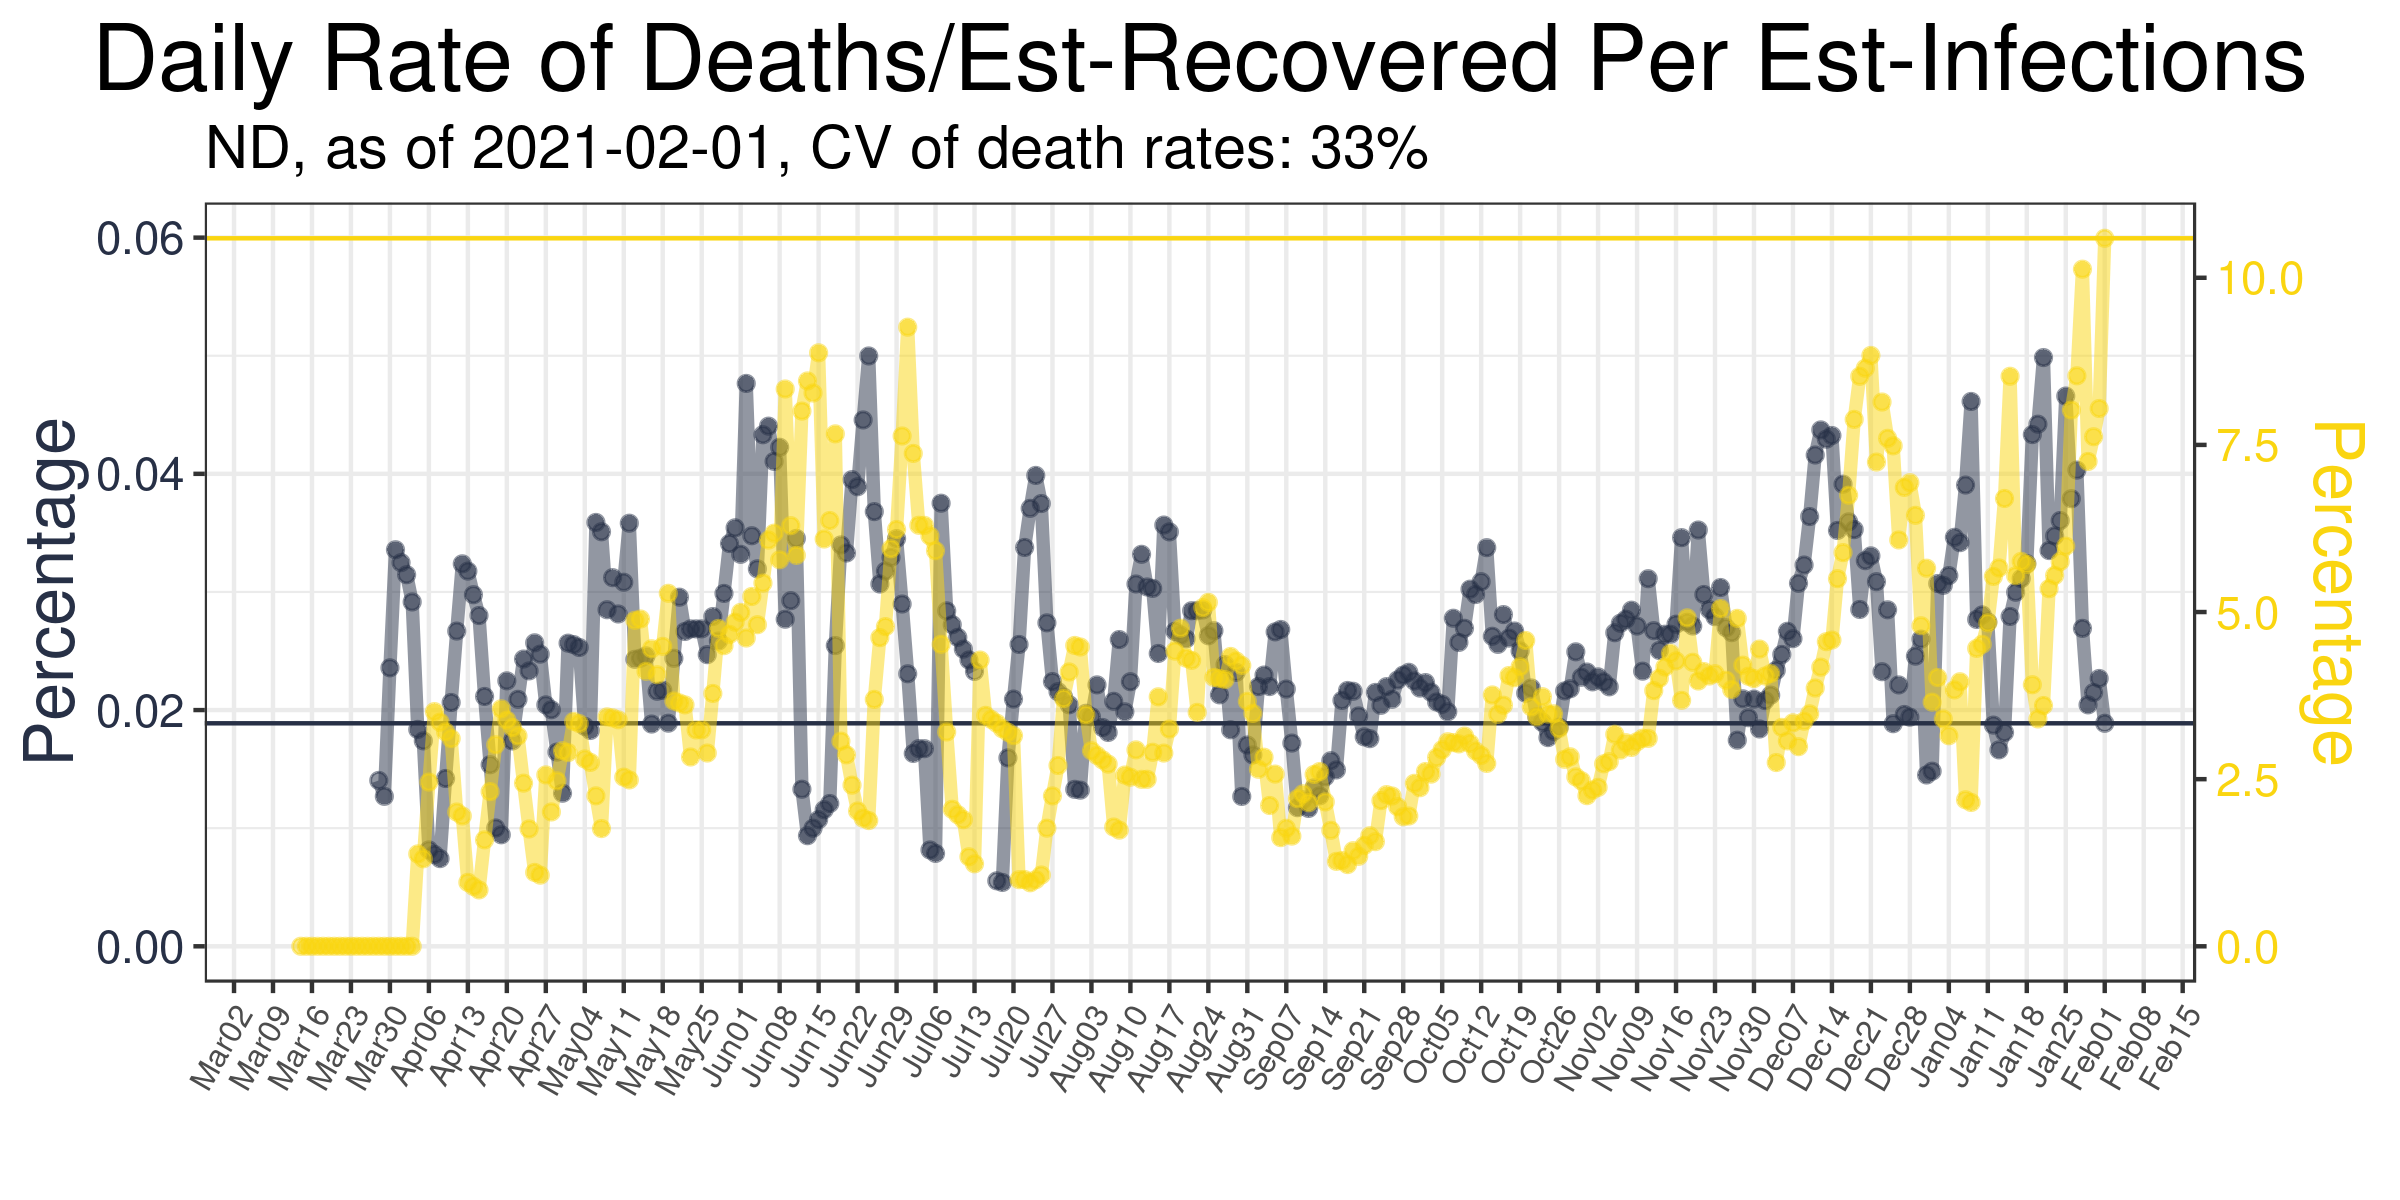 Daily Rate of Deaths/Est-Recovered Per Est-Infections
ND, as of 2021-02-01, CV of death rates: 33%
Percentage
0.06
0.04
0.02
0.00
10.0
7.5
5.0
2.5
0.0
Percentage
Mar02
Mar09
Mar16
Mar23
Mar30
Apr06
Apr13
Apr20
Apr27
May04
May11
May18
May25
Jun01
Jun08
Jun15
Jun22
Jun29
Jul06
Jul13
Jul20
Jul27
Aug03
Aug10
Aug17
Aug24
Aug31
Sep07
Sep14
Sep21
Sep28
Oct05
Oct12
Oct19
Oct26
Nov02
Nov09
Nov16
Nov23
Nov30
Dec07
Dec14
Dec21
Dec28
Jan04
Jan11
Jan18
Jan25
Feb01
Feb08
Feb15